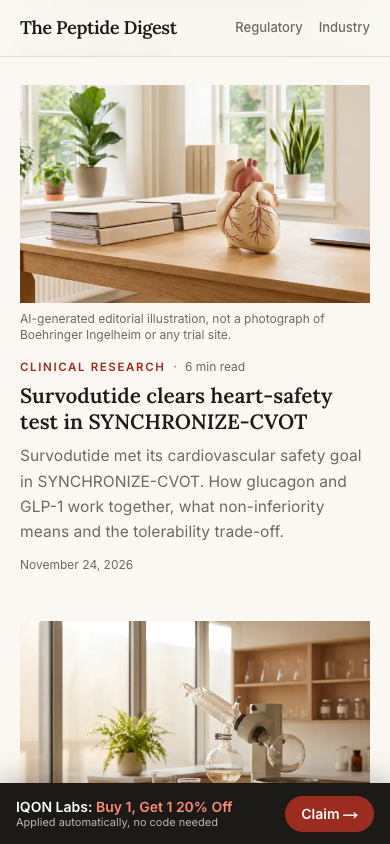 The Peptide Digest
Regulatory Industry
AI-generated editorial illustration, not a photograph of
Boehringer Ingelheim or any trial site.
CLINICAL RESEARCH · 6 min read
Survodutide clears heart-safety
test in SYNCHRONIZE-CVOT
Survodutide met its cardiovascular safety goal
in SYNCHRONIZE-CVOT. How glucagon and
GLP-1 work together, what non-inferiority
means and the tolerability trade-off.
November 24, 2026
IQON Labs: Buy 1, Get 1 20% Off
Applied automatically, no code needed
Claim →